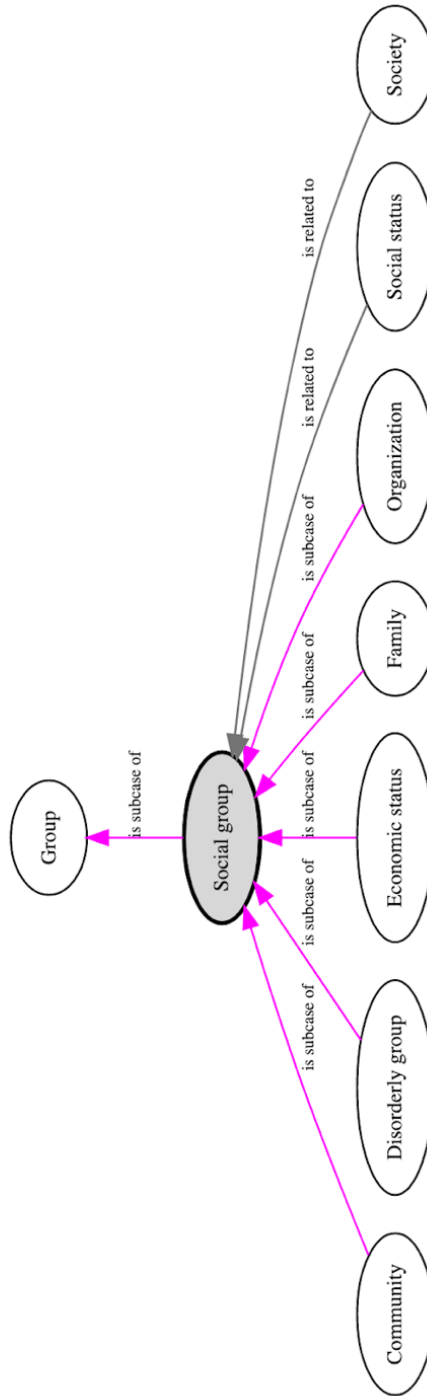 Group
is subcase of
Social group
is subcase of
is subcase of
is subcase of
is subcase of
is subcase of
is related to
is related to
Community
Disorderly group
Economic status
Family
Organization
Social status
Society